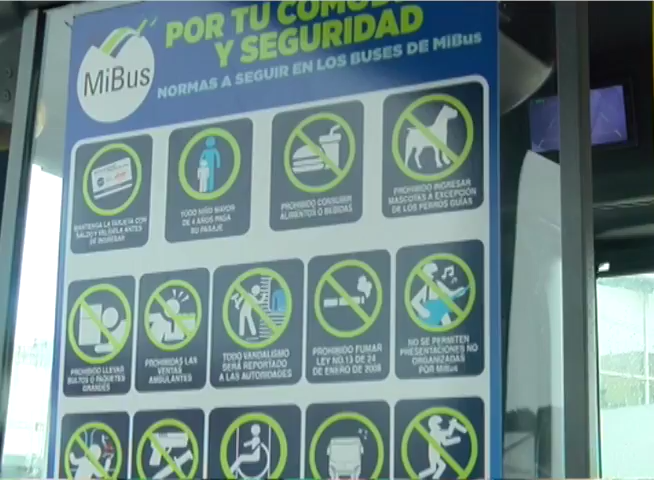 POR TU COMODI
Y SEGURIDAD
NORMAS A SEGUIR EN LOS BUSES DE MiBus
MiBus
MANTENGA LA TARJETA CON
SALDO Y VALIDELA ANTES
DE INGRESAR
TODO NIÑO MAYOR
DE 4 AÑOS PAGA
SU PASAJE
PROHIBIDO CONSUMIR
ALIMENTOS O BEBIDAS
PROHIBIDO INGRESAR
MASCOTAS A EXCEPCIÓN
DE LOS PERROS GUÍAS
PROHIBIDO LLEVAR
BULTOS O PAQUETES
GRANDES
PROHIBIDAS LAS
VENTAS
AMBULANTES
TODO VANDALISMO
SERÁ REPORTADO
A LAS AUTORIDADES
PROHIBIDO FUMAR
LEY NO.13 DE 24
DE ENERO DE 2008
NO SE PERMITEN
PRESENTACIONES NO
ORGANIZADAS
POR MiBus